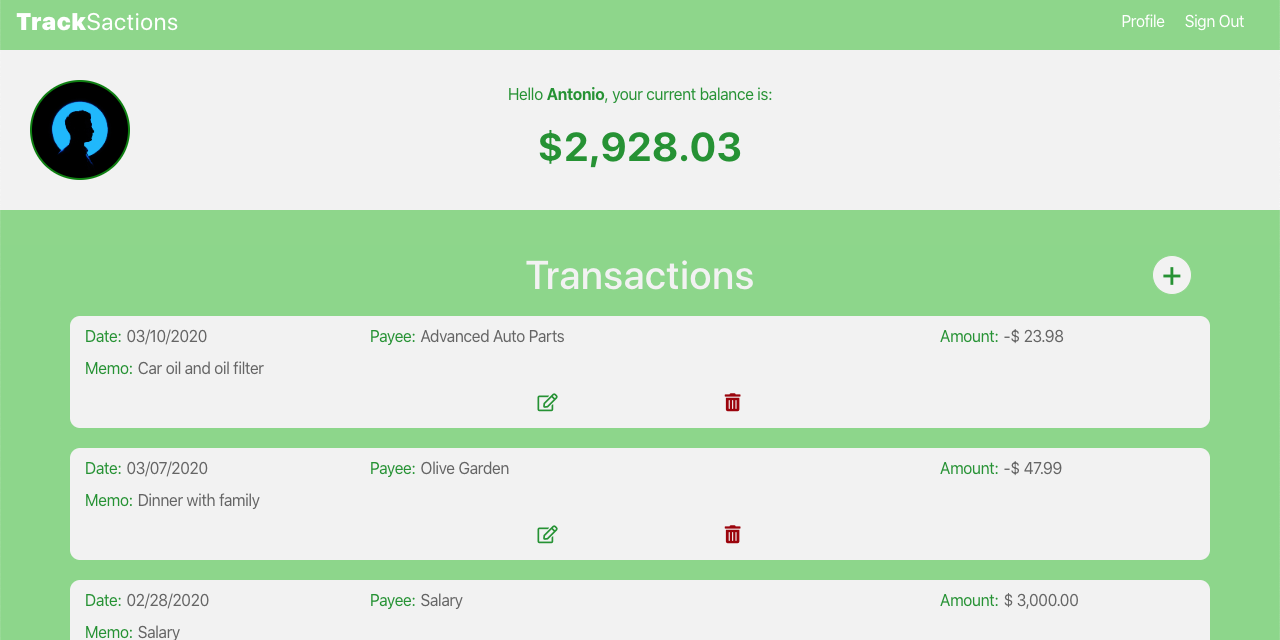 TrackSactions Profile Sign Out
Hello Antonio, your current balance is:
$2,928.03
Transactions
Date: 03/10/2020 Payee: Advanced Auto Parts Amount: -$ 23.98
Memo: Car oil and oil filter
Date: 03/07/2020 Payee: Olive Garden Amount: -$ 47.99
Memo: Dinner with family
Date: 02/28/2020 Payee: Salary Amount: $ 3,000.00
Memo: Salary